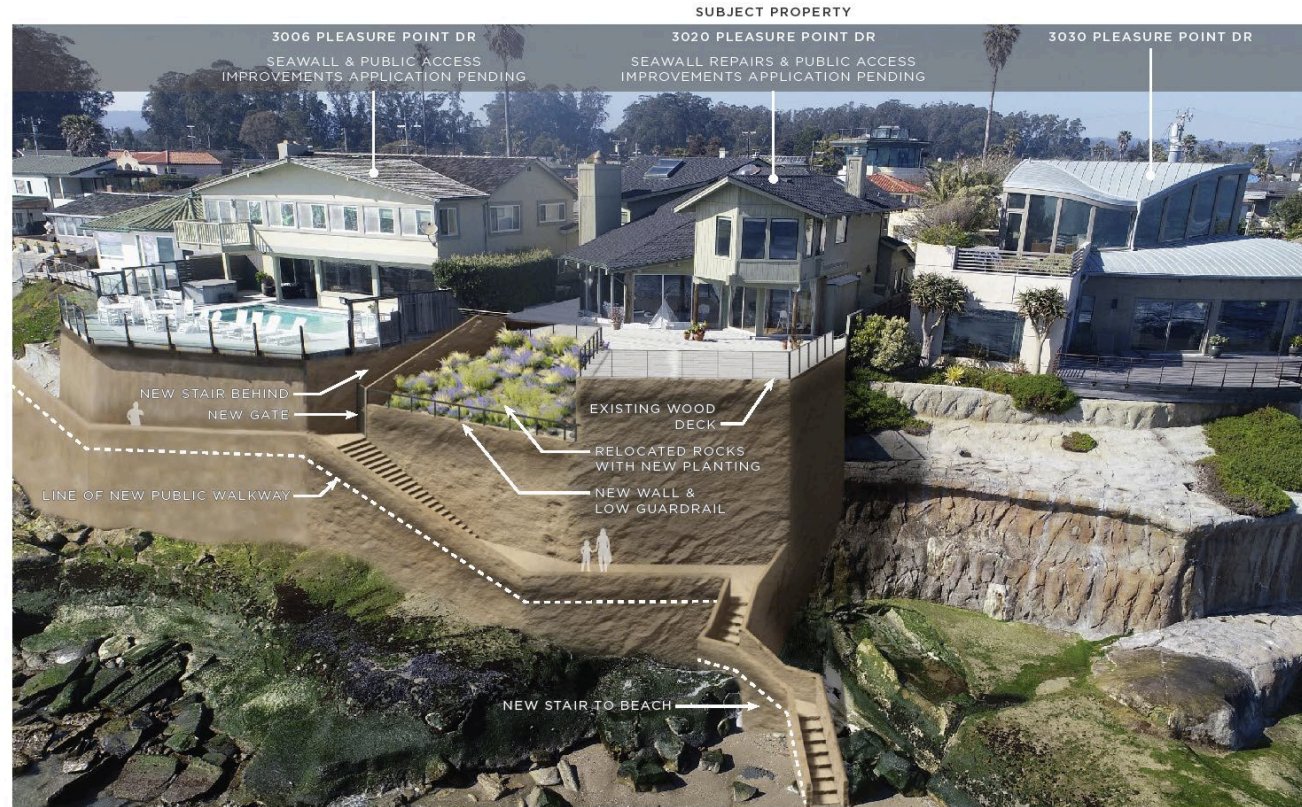 SUBJECT PROPERTY
3006 PLEASURE POINT DR
SEAWALL & PUBLIC ACCESS
IMPROVEMENTS APPLICATION PENDING
3020 PLEASURE POINT DR
SEAWALL REPAIRS & PUBLIC ACCESS
IMPROVEMENTS APPLICATION PENDING
3030 PLEASURE POINT DR
NEW STAIR BEHIND
NEW GATE
EXISTING WOOD
DECK
RELOCATED ROCKS
WITH NEW PLANTING
LINE OF NEW PUBLIC WALKWAY
NEW WALL &
LOW GUARDRAIL
NEW STAIR TO BEACH